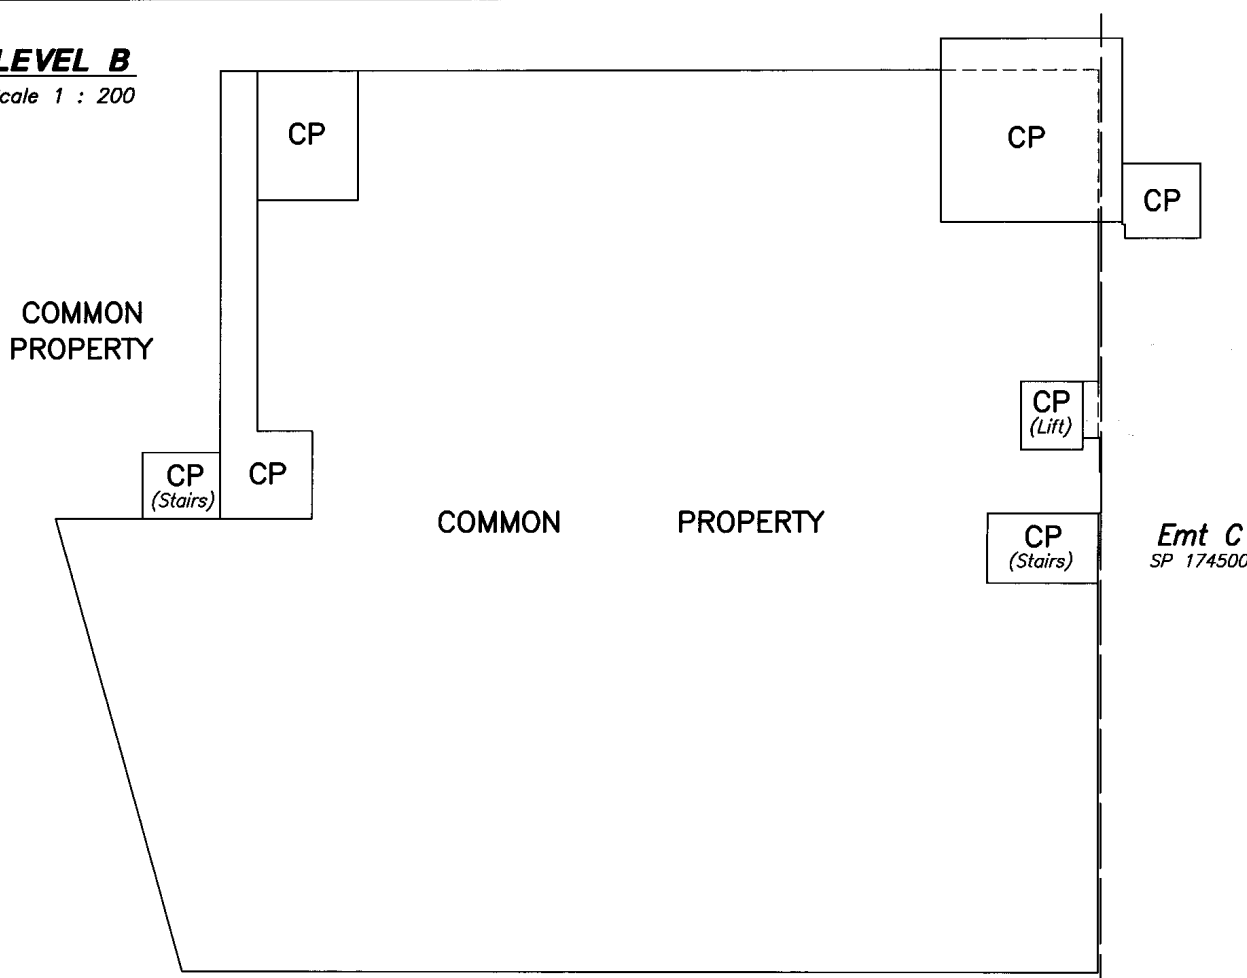 LEVEL B
Scale 1 : 200
CP
CP
CP
COMMON
PROPERTY
CP
(Lift)
CP
(Stairs)
CP
COMMON PROPERTY
CP
(Stairs)
Emt C
SP 174500